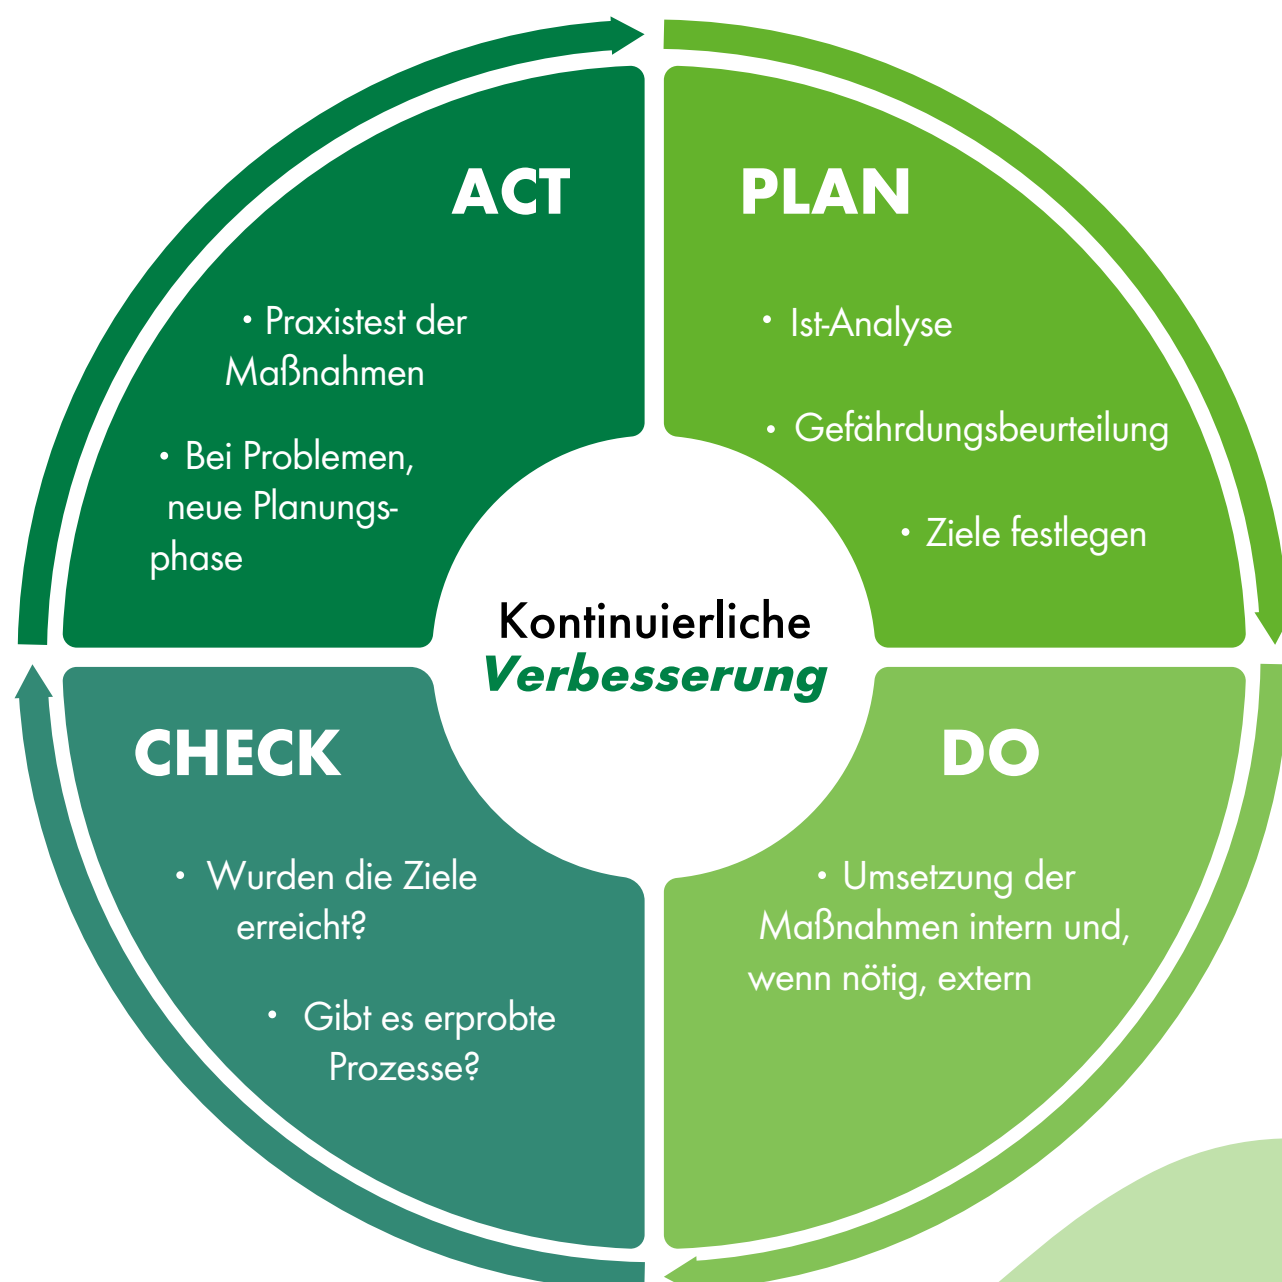 ACT
• Praxistest der
Maßnahmen
• Bei Problemen,
neue Planungs-
phase
PLAN
• Ist-Analyse
• Gefährdungsbeurteilung
• Ziele festlegen
Kontinuierliche
Verbesserung
CHECK
• Wurden die Ziele
erreicht?
• Gibt es erprobte
Prozesse?
DO
• Umsetzung der
Maßnahmen intern und,
wenn nötig, extern